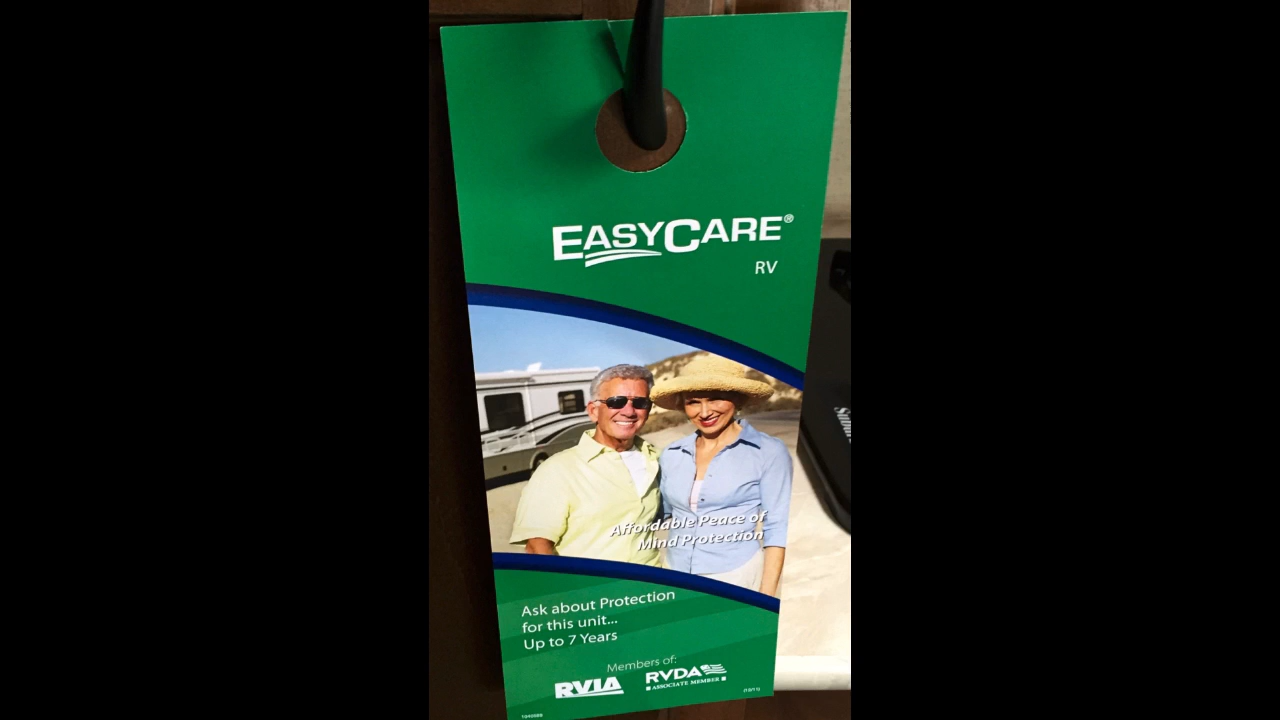 EASYCARE®
RV
Affordable Peace of
Mind Protection
Ask about Protection
for this unit...
Up to 7 Years
Members of:
RVIA
RVDA
ASSOCIATE MEMBER